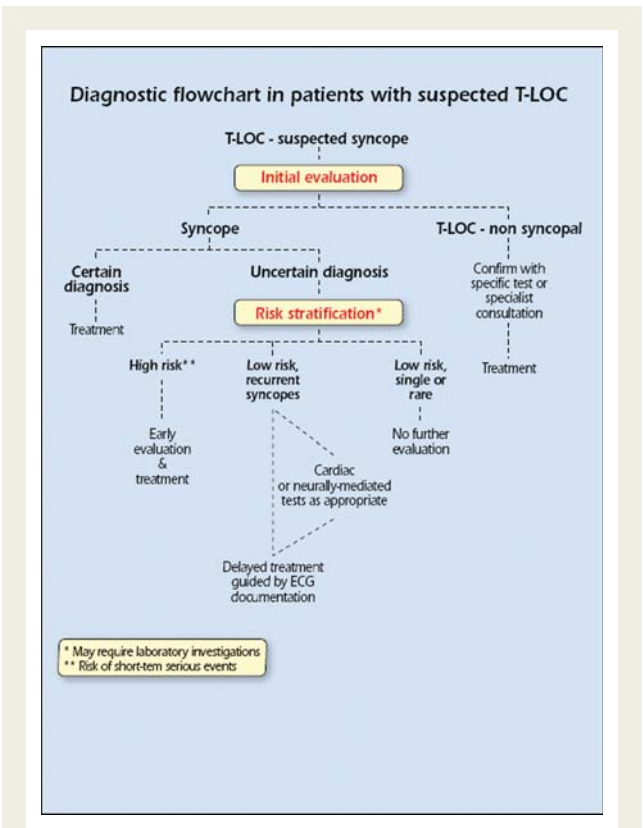 Diagnostic flowchart in patients with suspected T-LOC
T-LOC - suspected syncope
Initial evaluation
Syncope
T-LOC - non syncopal
Certain
diagnosis
Uncertain diagnosis
Confirm with
specific test or
specialist
consultation
Treatment
Risk stratification*
High risk**
Low risk,
recurrent
syncopes
Low risk,
single or
rare
Treatment
Early
evaluation
&
treatment
No further
evaluation
Cardiac
or neurally-mediated
tests as appropriate
Delayed treatment
guided by ECG
documentation
* May require laboratory investigations
** Risk of short-tem serious events